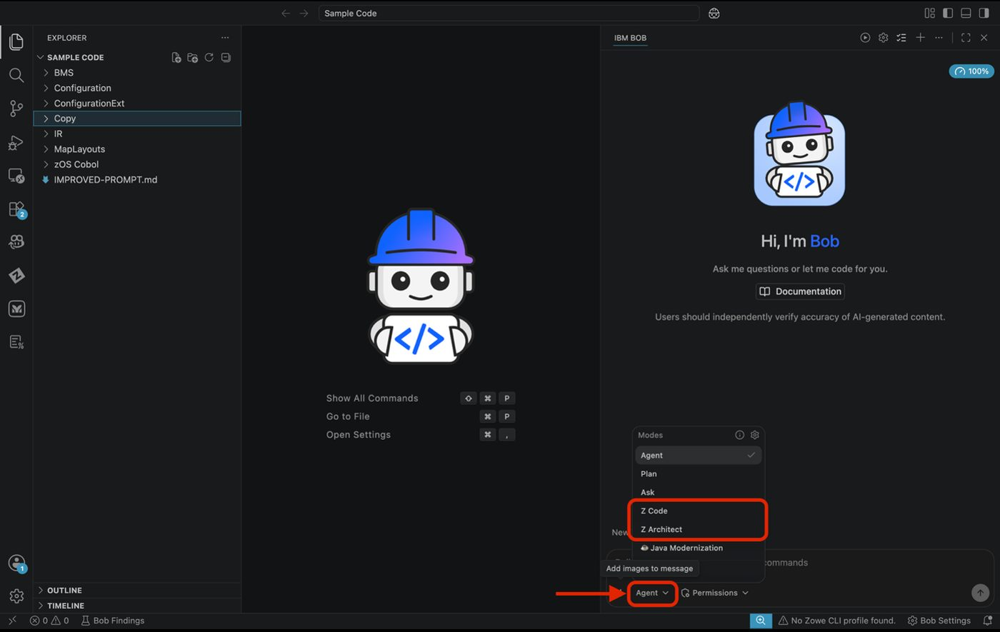 Sample Code
EXPLORER
SAMPLE CODE
BMS
Configuration
ConfigurationExt
Copy
IR
MapLayouts
zOS Cobol
IMPROVED-PROMPT.md
2
1
OUTLINE
TIMELINE
</>
Show All Commands ⇧ ⌘ P
Go to File ⌘ P
Open Settings ⌘ ,
IBM BOB
100%
</>
Hi, I'm Bob
Ask me questions or let me code for you.
Documentation
Users should independently verify accuracy of AI-generated content.
Modes
Agent
Plan
Ask
Z Code
Z Architect
New
Java Modernization
commands
Add images to message
Agent
Permissions
0 0 Bob Findings
No Zowe CLI profile found. Bob Settings